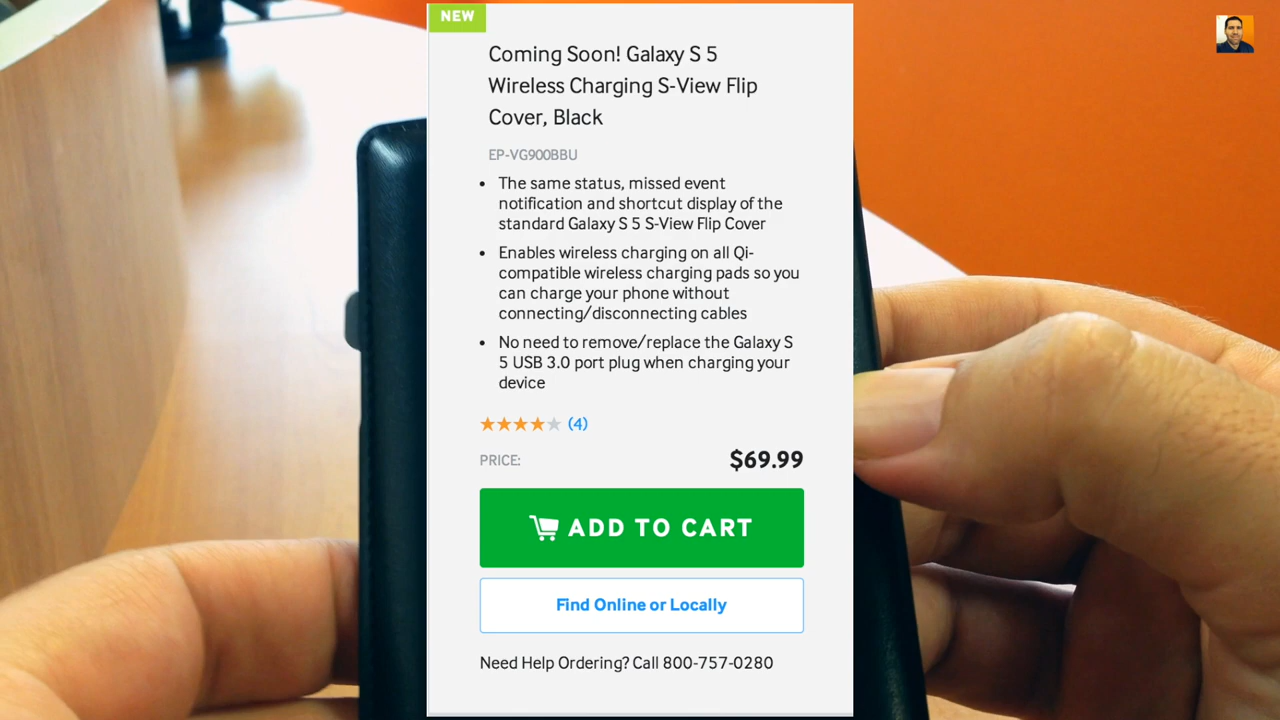 NEW
Coming Soon! Galaxy S 5
Wireless Charging S-View Flip
Cover, Black
EP-VG900BBU
• The same status, missed event
notification and shortcut display of the
standard Galaxy S 5 S-View Flip Cover
• Enables wireless charging on all Qi-
compatible wireless charging pads so you
can charge your phone without
connecting/disconnecting cables
• No need to remove/replace the Galaxy S
5 USB 3.0 port plug when charging your
device
(4)
PRICE: $69.99
ADD TO CART
Find Online or Locally
Need Help Ordering? Call 800-757-0280